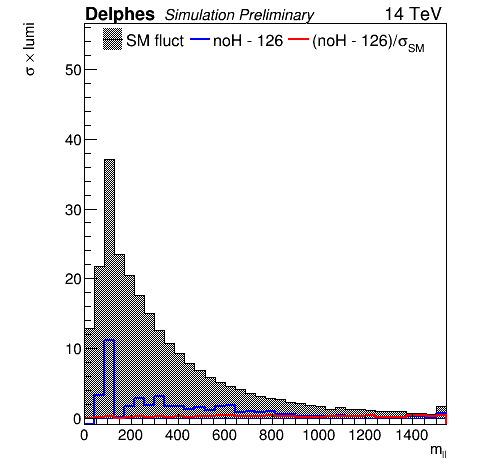 Delphes Simulation Preliminary 14 TeV
σ × lumi
SM fluct noH - 126 (noH - 126)/σSM
50
40
30
20
10
0
0 200 400 600 800 1000 1200 1400
mll